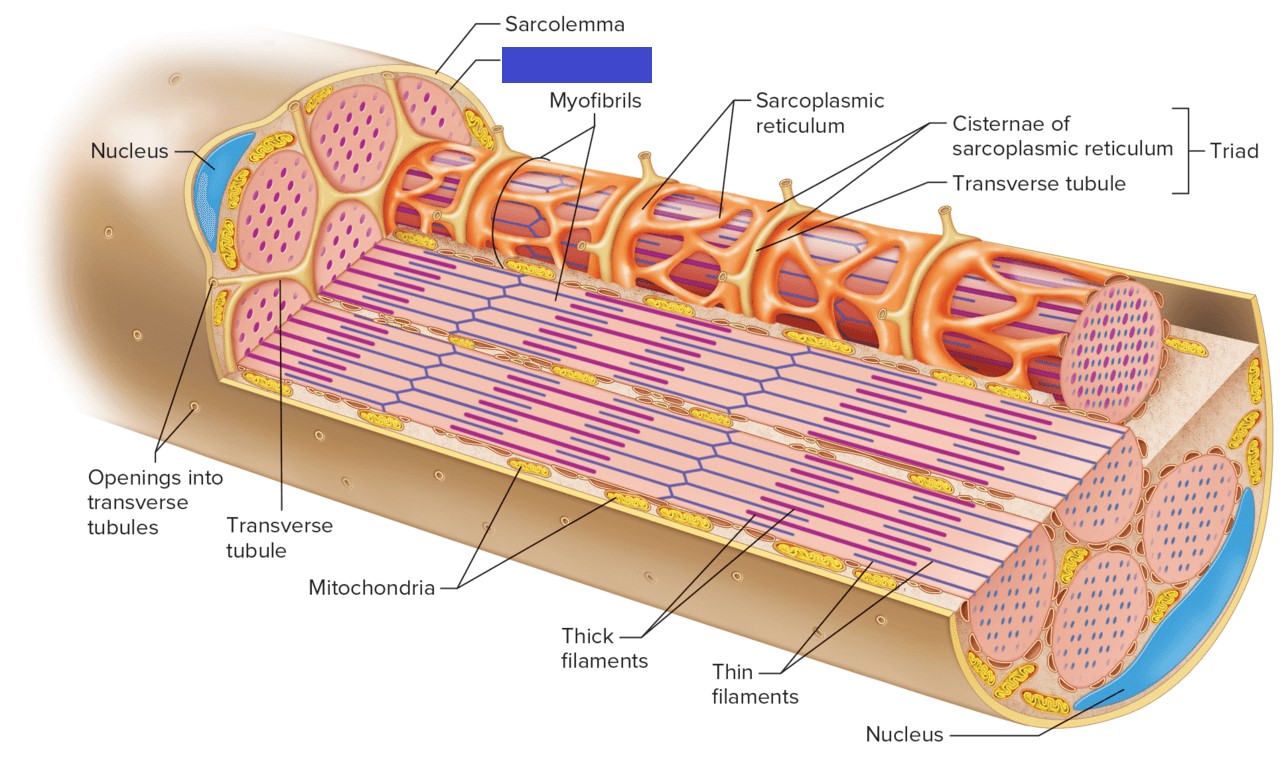 Sarcolemma
Myofibrils
Sarcoplasmic
reticulum
Cisternae of
sarcoplasmic reticulum
Triad
Transverse tubule
Nucleus
Openings into
transverse
tubules
Transverse
tubule
Mitochondria
Thick
filaments
Thin
filaments
Nucleus